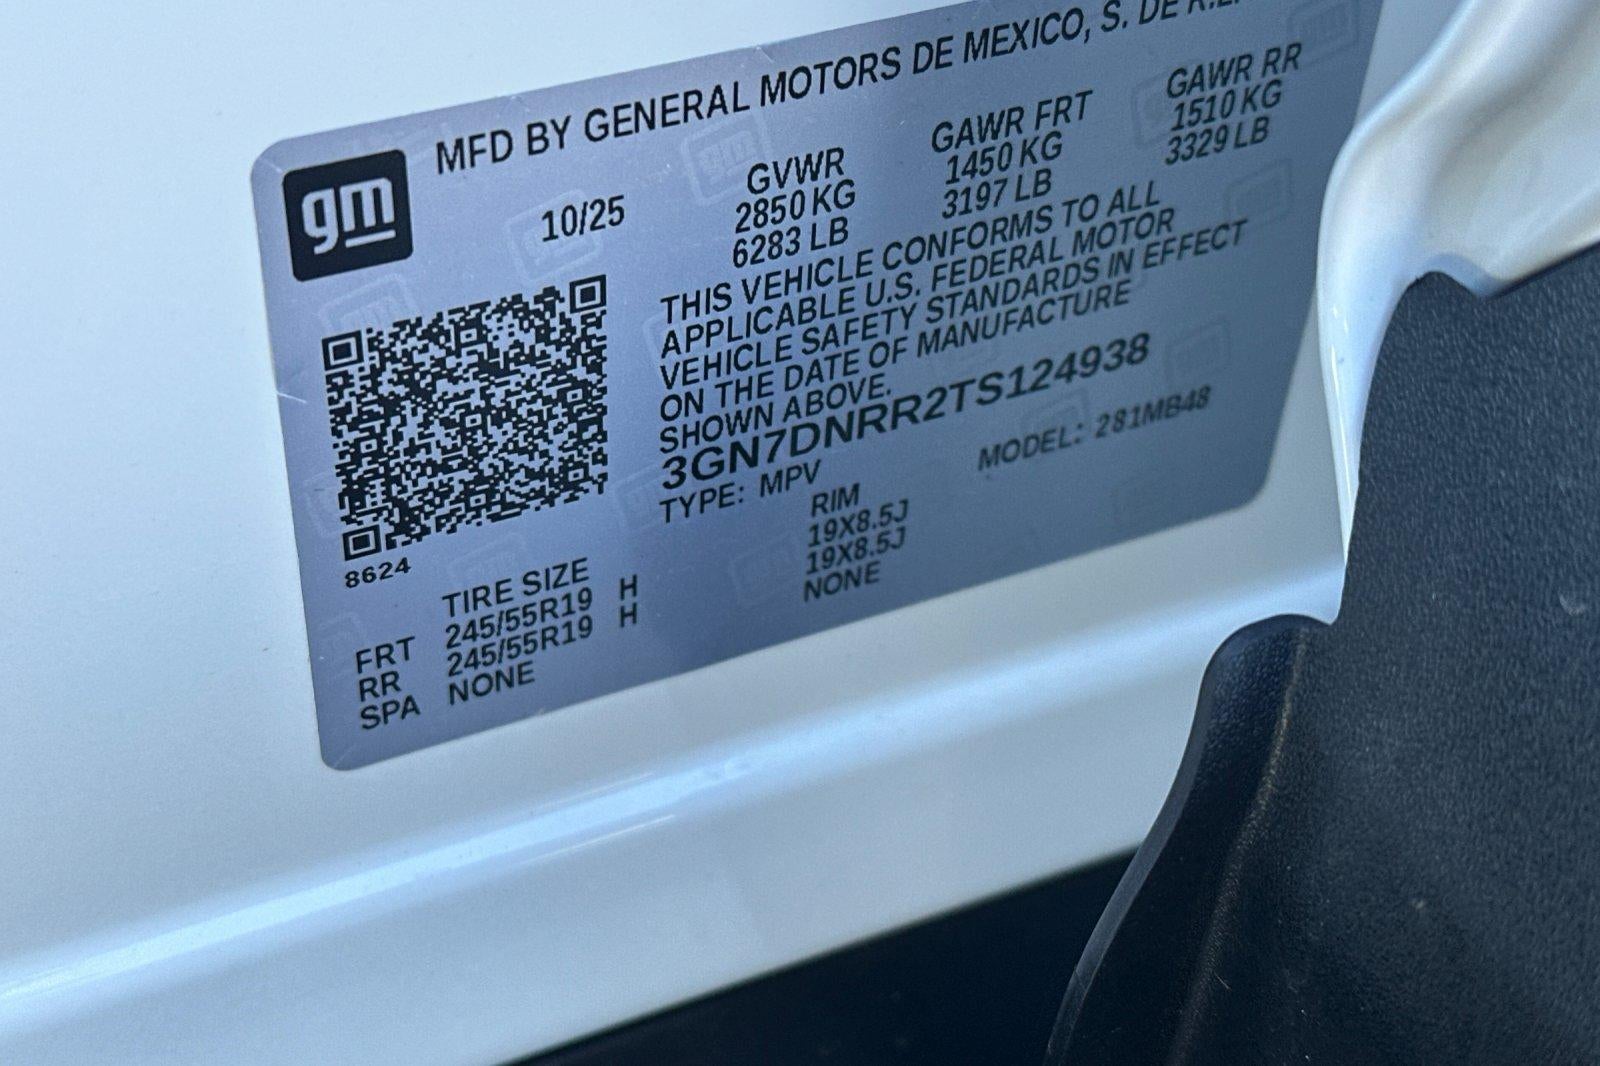 MFD BY GENERAL MOTORS DE MEXICO, S. DE R.L.
gm
10/25
GVWR
2850 KG
6283 LB
GAWR FRT
1450 KG
3197 LB
GAWR RR
1510 KG
3329 LB
THIS VEHICLE CONFORMS TO ALL
APPLICABLE U.S. FEDERAL MOTOR
VEHICLE SAFETY STANDARDS IN EFFECT
ON THE DATE OF MANUFACTURE
SHOWN ABOVE.
3GN7DNRR2TS124938
TYPE: MPV
MODEL: 281MB48
8624
TIRE SIZE
RIM
FRT 245/55R19 H 19X8.5J
RR 245/55R19 H 19X8.5J
SPA NONE NONE